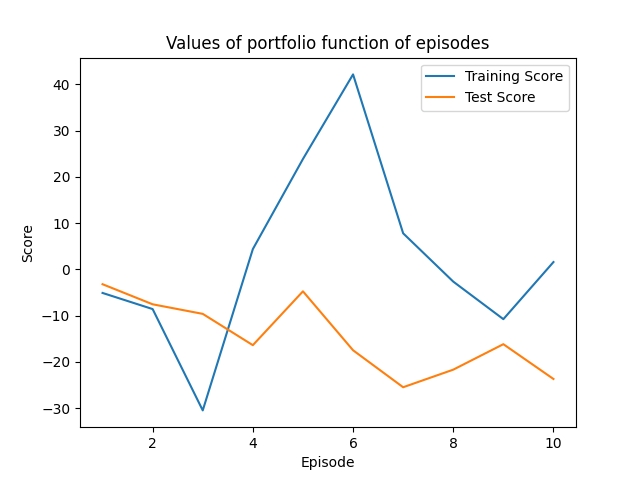 Values of portfolio function of episodes
Training Score
Test Score
Score
40
30
20
10
0
−10
−20
−30
2
4
6
8
10
Episode